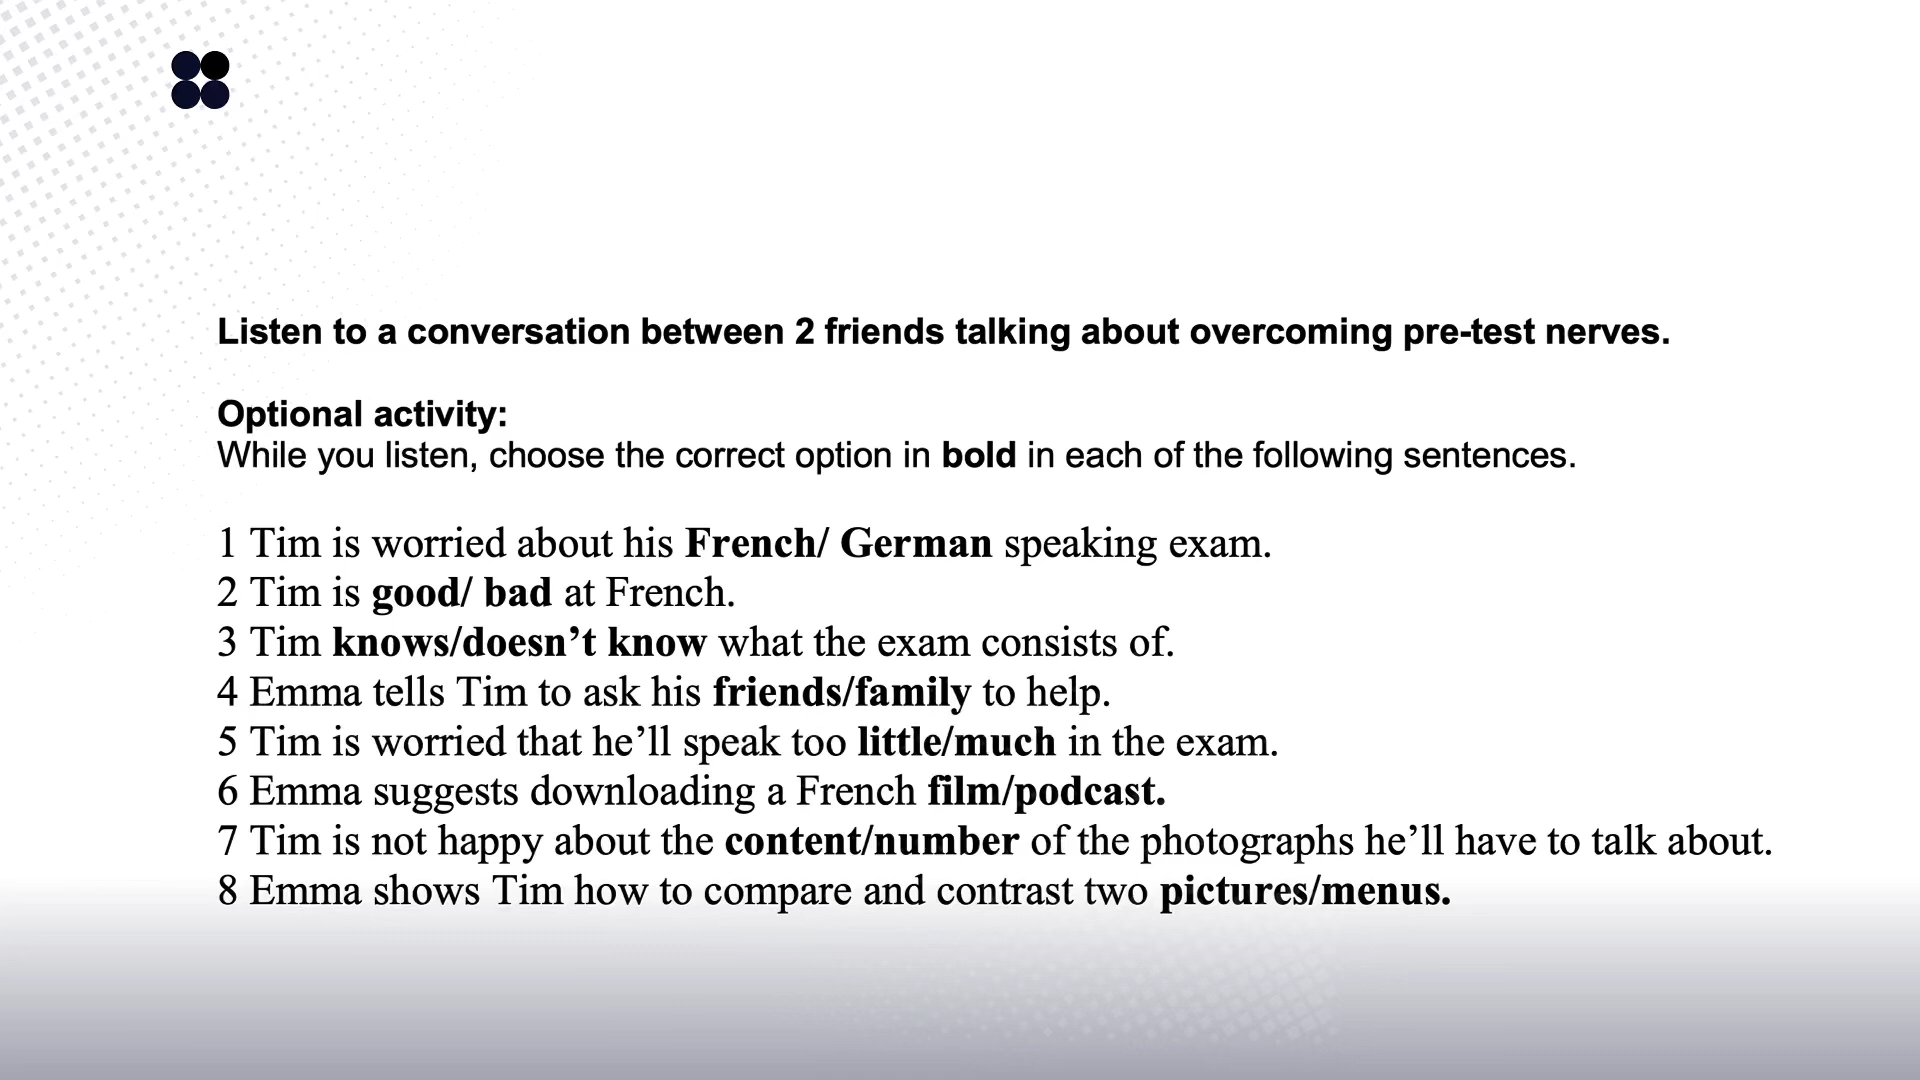 Listen to a conversation between 2 friends talking about overcoming pre-test nerves.
Optional activity:
While you listen, choose the correct option in bold in each of the following sentences.
1 Tim is worried about his French/ German speaking exam.
2 Tim is good/ bad at French.
3 Tim knows/doesn’t know what the exam consists of.
4 Emma tells Tim to ask his friends/family to help.
5 Tim is worried that he’ll speak too little/much in the exam.
6 Emma suggests downloading a French film/podcast.
7 Tim is not happy about the content/number of the photographs he’ll have to talk about.
8 Emma shows Tim how to compare and contrast two pictures/menus.